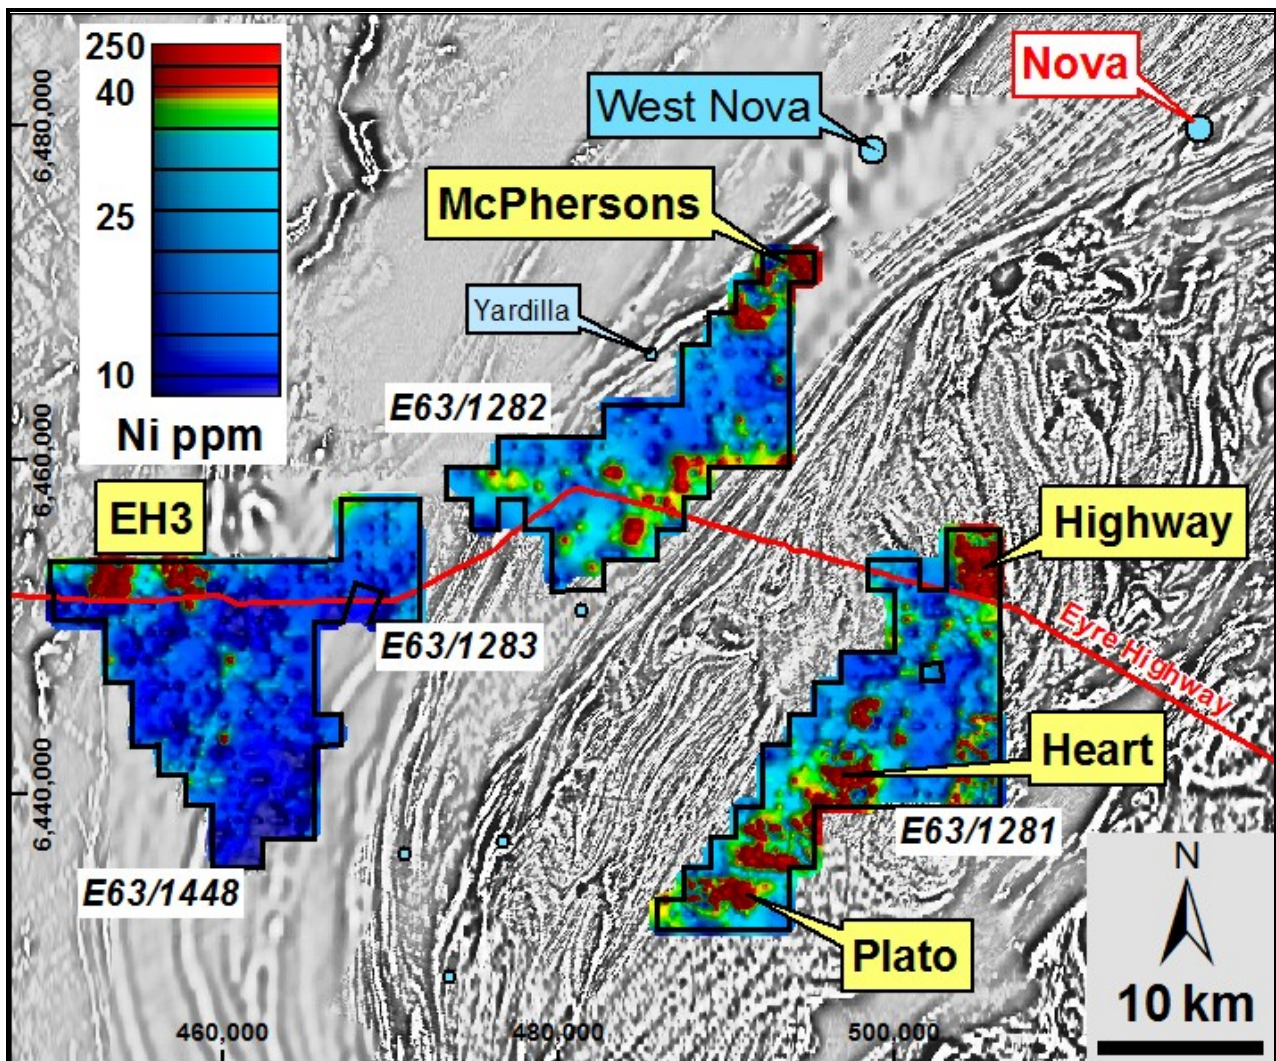 250
40
25
10
Ni ppm
Nova
West Nova
McPhersons
Yardilla
E63/1282
EH3
Highway
E63/1283
Eyre Highway
Heart
E63/1281
E63/1448
Plato
N
10 km
6,480,000
6,460,000
6,440,000
460,000
480,000
500,000